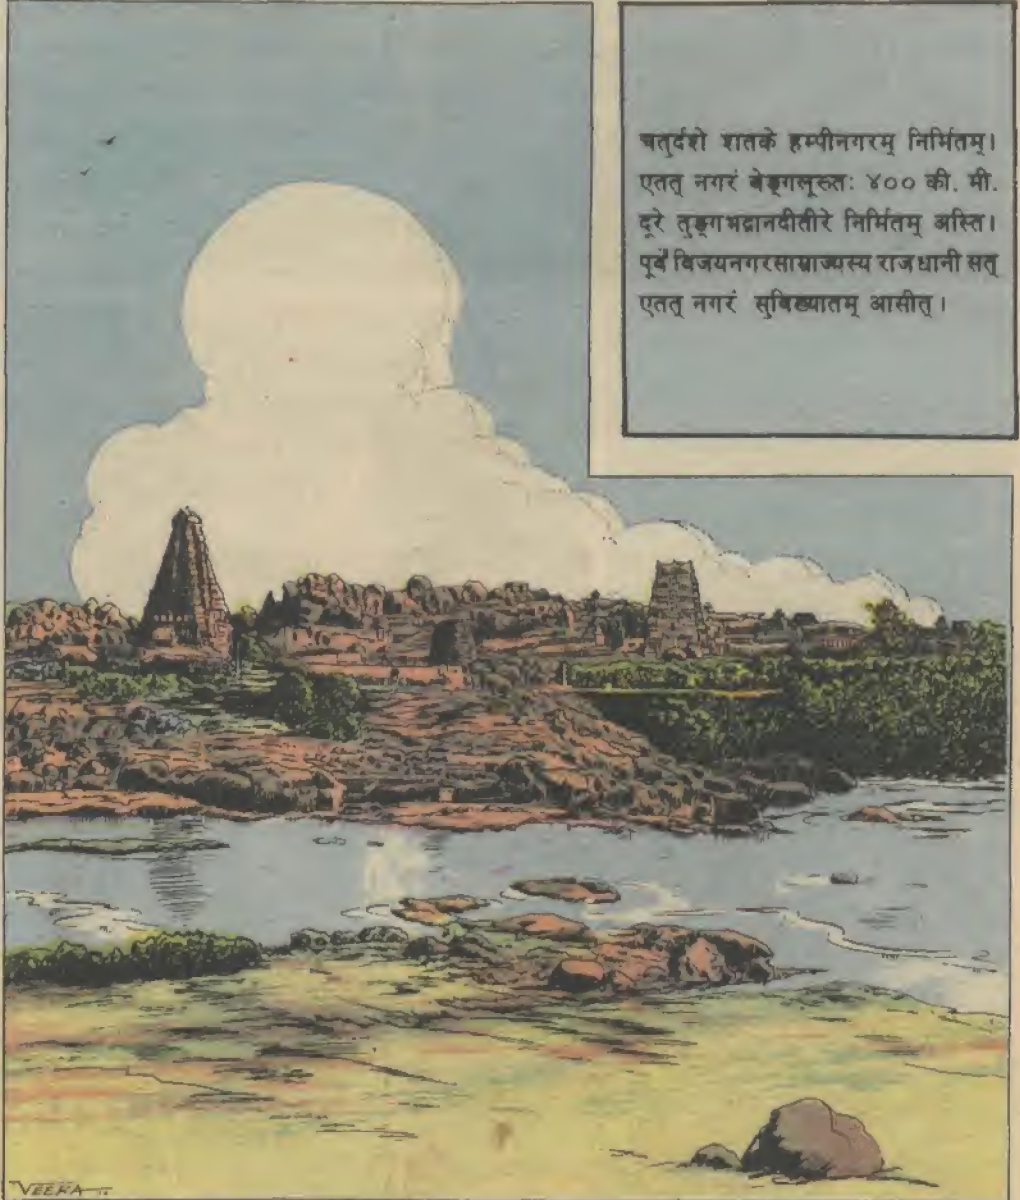 चतुर्दशे शतके हम्पीनगरम् निर्मितम्।
एतत् नगरं बेङ्गलूरुतः ४०० की. मी.
दूरे तुङ्गभद्रानदीतीरे निर्मितम् अस्ति।
पूर्वं विजयनगरसाम्राज्यस्य राजधानी सत्
एतत् नगरं सुविख्यातम् आसीत्।
VEERA